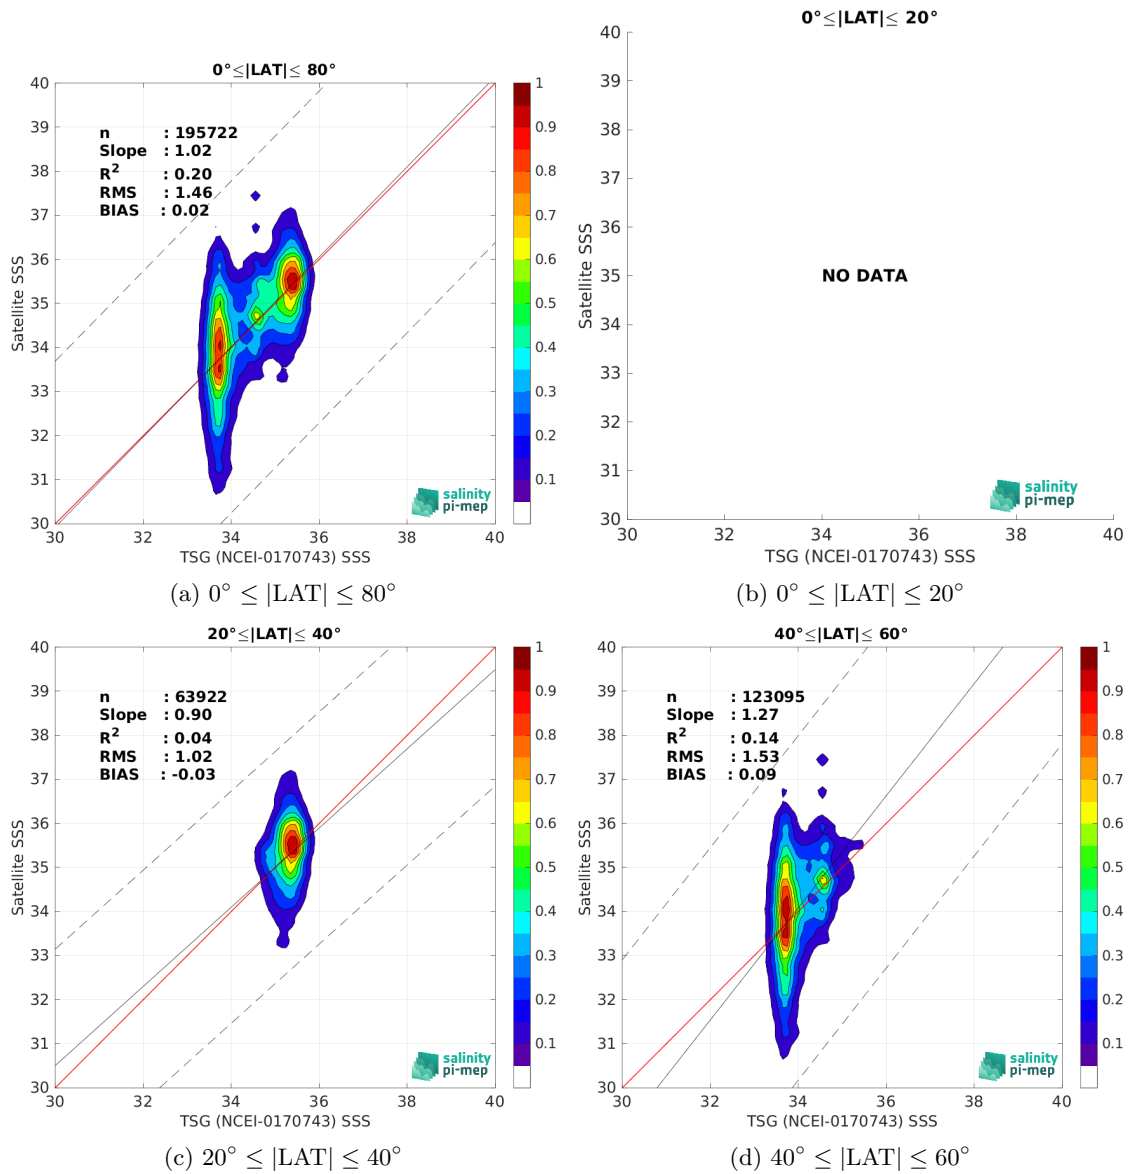 0°≤|LAT|≤ 80°
n : 195722
Slope : 1.02
R2 : 0.20
RMS : 1.46
BIAS : 0.02
40
39
38
37
36
35
34
33
32
31
30
Satellite SSS
30 32 34 36 38 40
TSG (NCEI-0170743) SSS
1
0.9
0.8
0.7
0.6
0.5
0.4
0.3
0.2
0.1
salinity
pi-mep
(a) 0° ≤ |LAT| ≤ 80°
0°≤|LAT|≤ 20°
40
39
38
37
36
35
34
33
32
31
30
Satellite SSS
NO DATA
salinity
pi-mep
30 32 34 36 38 40
TSG (NCEI-0170743) SSS
(b) 0° ≤ |LAT| ≤ 20°
20°≤|LAT|≤ 40°
n : 63922
Slope : 0.90
R2 : 0.04
RMS : 1.02
BIAS : -0.03
40
39
38
37
36
35
34
33
32
31
30
Satellite SSS
30 32 34 36 38 40
TSG (NCEI-0170743) SSS
1
0.9
0.8
0.7
0.6
0.5
0.4
0.3
0.2
0.1
salinity
pi-mep
(c) 20° ≤ |LAT| ≤ 40°
40°≤|LAT|≤ 60°
n : 123095
Slope : 1.27
R2 : 0.14
RMS : 1.53
BIAS : 0.09
40
39
38
37
36
35
34
33
32
31
30
Satellite SSS
30 32 34 36 38 40
TSG (NCEI-0170743) SSS
1
0.9
0.8
0.7
0.6
0.5
0.4
0.3
0.2
0.1
salinity
pi-mep
(d) 40° ≤ |LAT| ≤ 60°